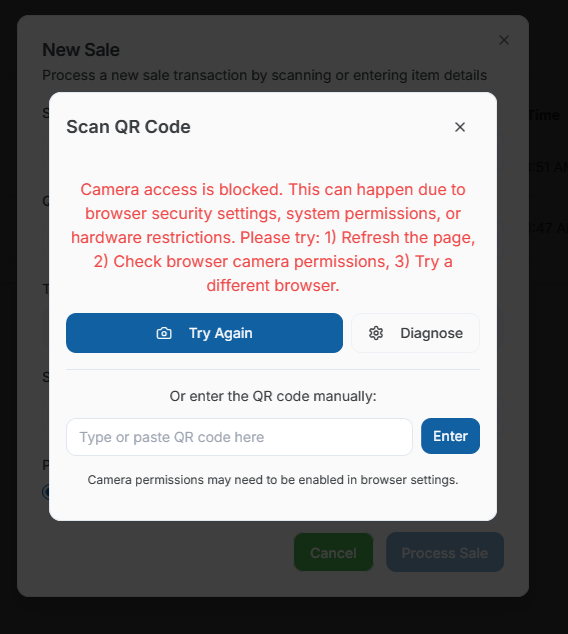 New Sale
Process a new sale transaction by scanning or entering item details
Time
Scan QR Code
:51 AM
Camera access is blocked. This can happen due to
browser security settings, system permissions, or
hardware restrictions. Please try: 1) Refresh the page,
2) Check browser camera permissions, 3) Try a
different browser.
:47 AM
Try Again
Diagnose
Or enter the QR code manually:
Type or paste QR code here
Enter
Camera permissions may need to be enabled in browser settings.
Cancel
Process Sale